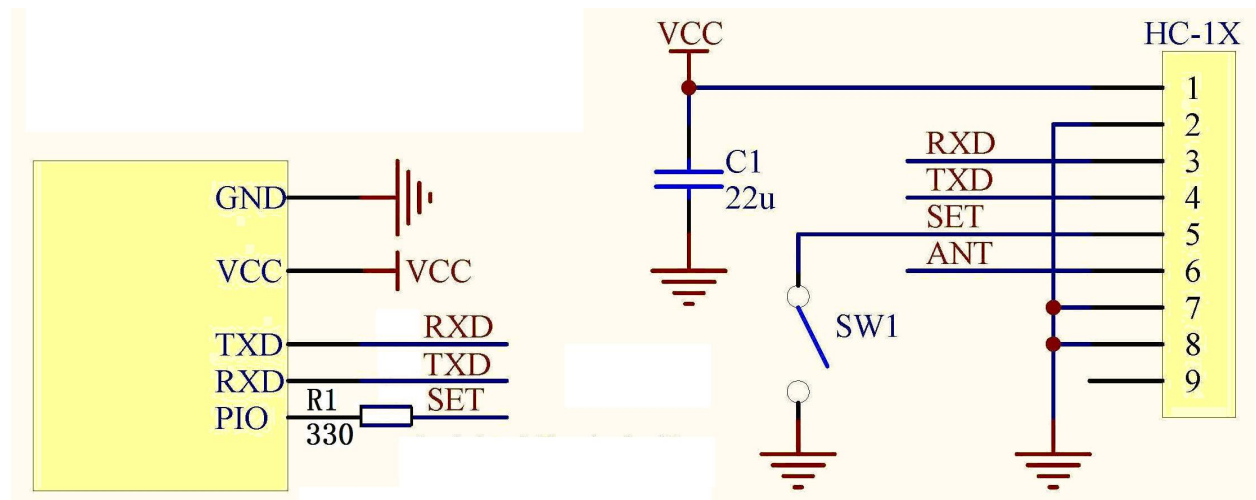 VCC
HC-1X
1
2
RXD
3
C1
TXD
4
22u
SET
5
ANT
6
7
SW1
8
9
GND
VCC
VCC
TXD
RXD
RXD
TXD
PIO
R1
SET
330